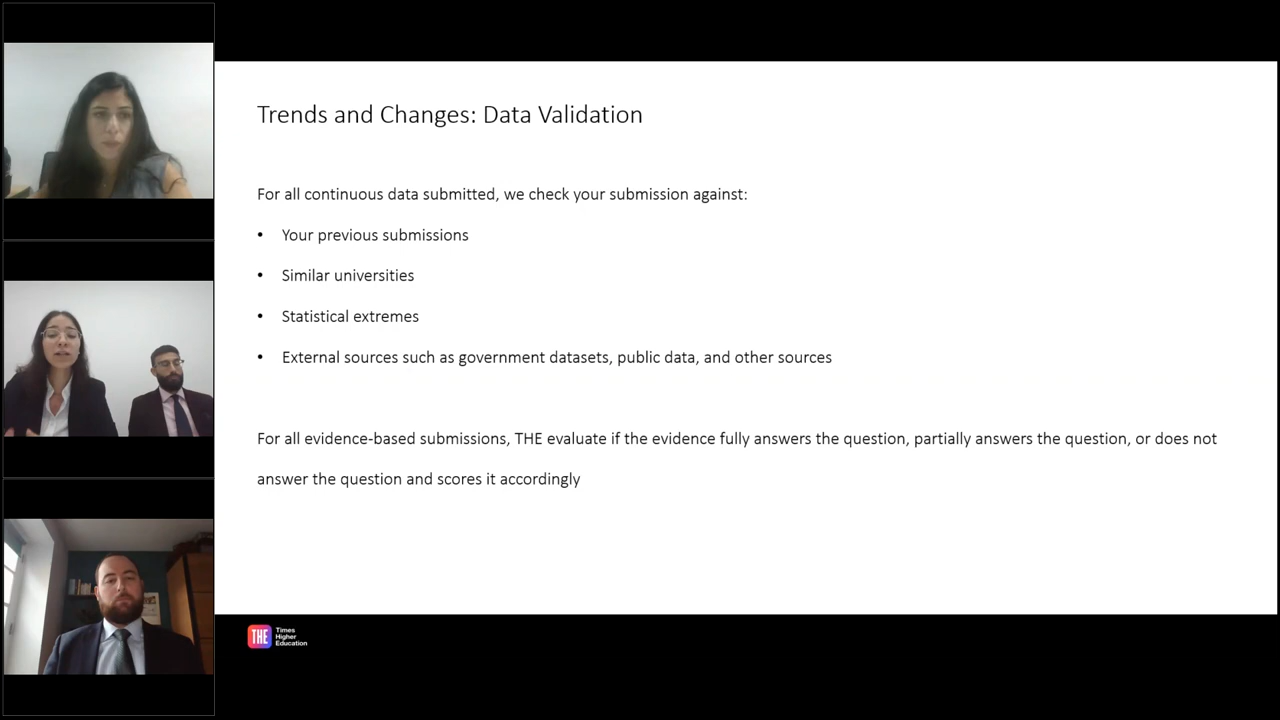 Trends and Changes: Data Validation
For all continuous data submitted, we check your submission against:
• Your previous submissions
• Similar universities
• Statistical extremes
• External sources such as government datasets, public data, and other sources
For all evidence-based submissions, THE evaluate if the evidence fully answers the question, partially answers the question, or does not
answer the question and scores it accordingly
THE
Times
Higher
Education